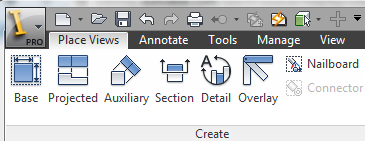 PRO
Place Views Annotate Tools Manage View
Nailboard
Connector
Base Projected Auxiliary Section Detail Overlay
Create